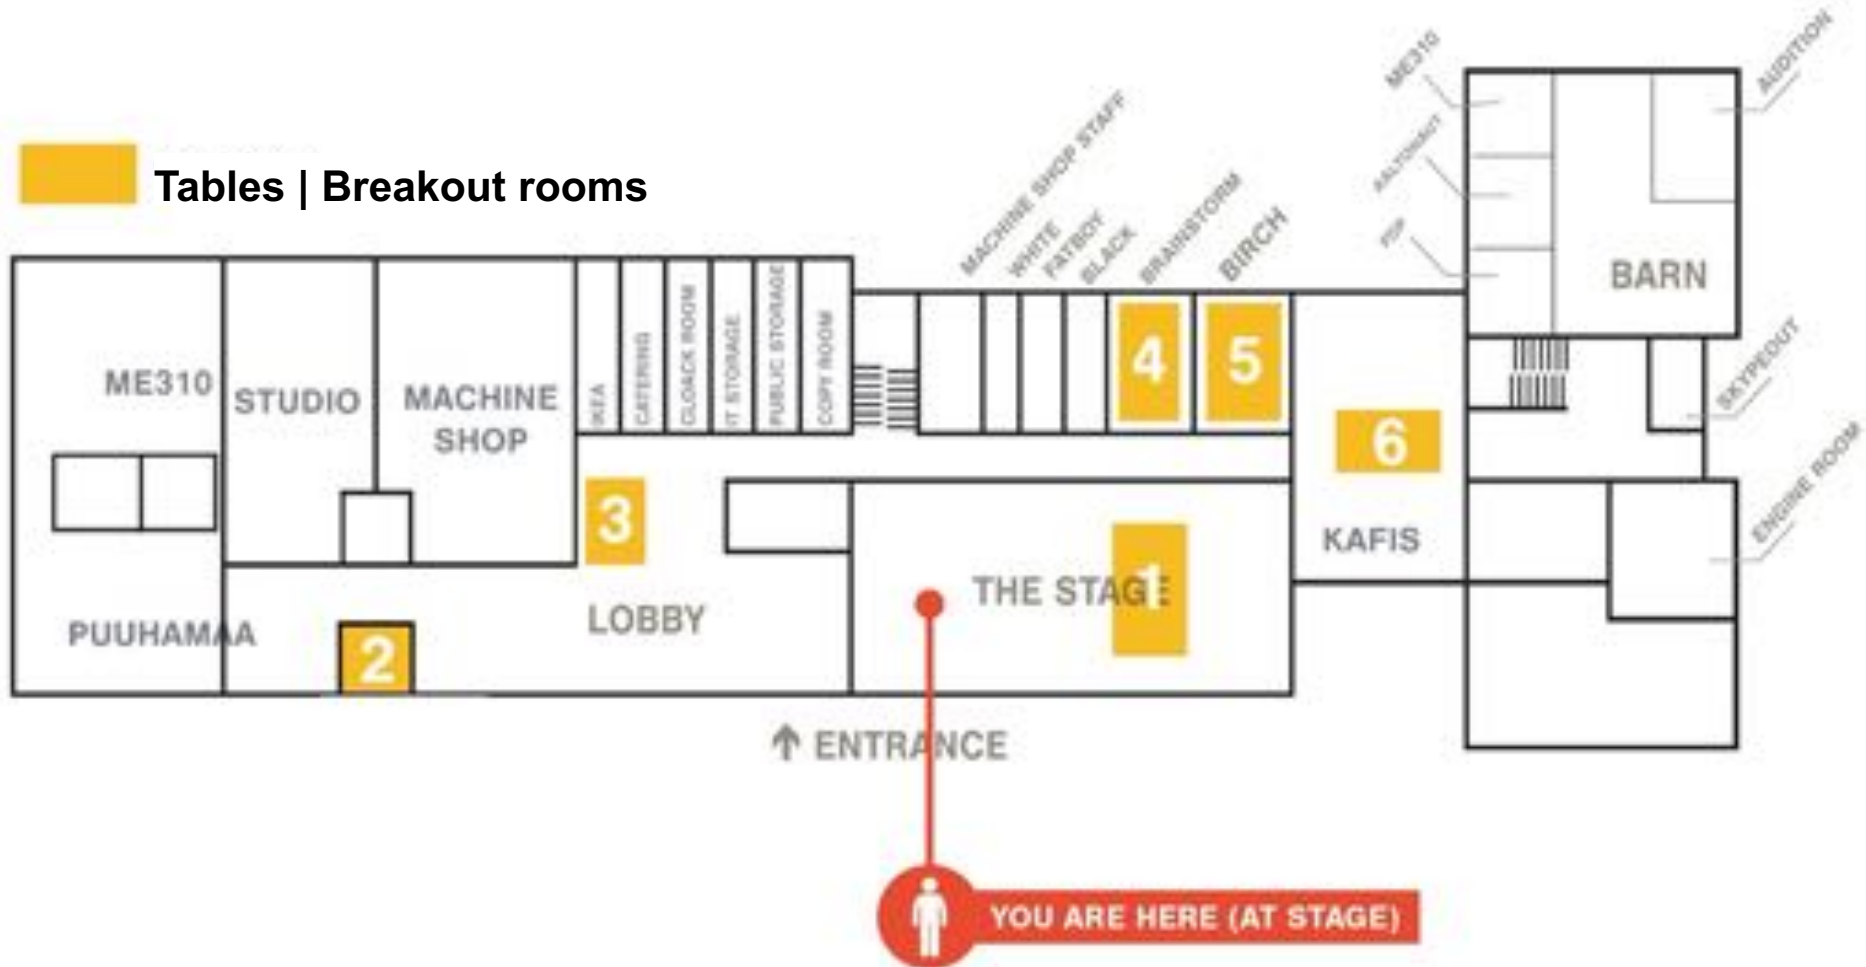 ME310
AUDITION
AALTONAUT
PDP
BARN
Tables | Breakout rooms
MACHINE SHOP STAFF
WHITE
FATBOY
BLACK
BRAINSTORM
BIRCH
ME310
STUDIO
MACHINE
SHOP
IKEA
CATERING
CLOACK ROOM
IT STORAGE
PUBLIC STORAGE
COPY ROOM
4
5
6
SKYPEOUT
ENGINE ROOM
3
KAFIS
THE STAGE
1
LOBBY
PUUHAMAA
2
ENTRANCE
YOU ARE HERE (AT STAGE)